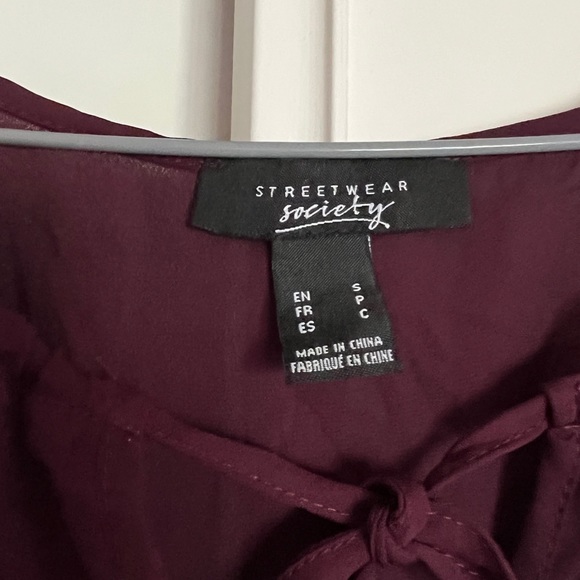 STREETWEAR
society
EN S
FR P
ES C
MADE IN CHINA
FABRIQUÉ EN CHINE